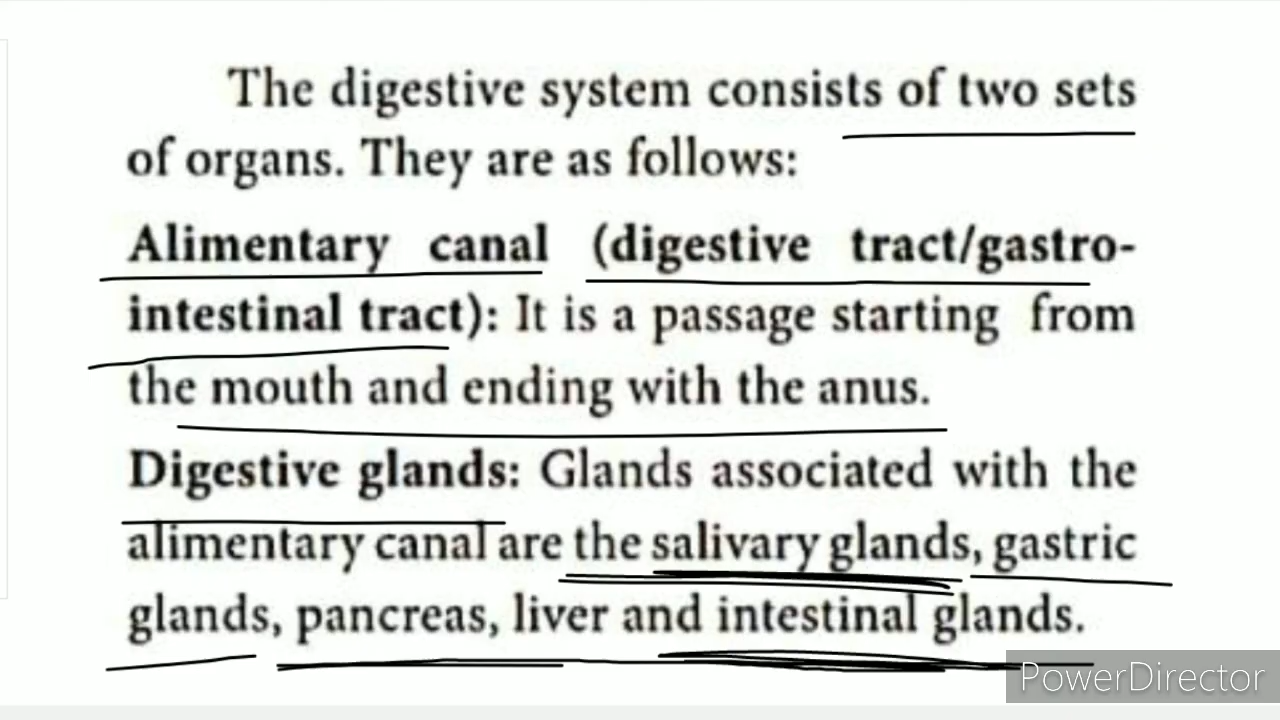 The digestive system consists of two sets
of organs. They are as follows:
Alimentary canal (digestive tract/gastro-
intestinal tract): It is a passage starting from
the mouth and ending with the anus.
Digestive glands: Glands associated with the
alimentary canal are the salivary glands, gastric
glands, pancreas, liver and intestinal glands.
PowerDirector